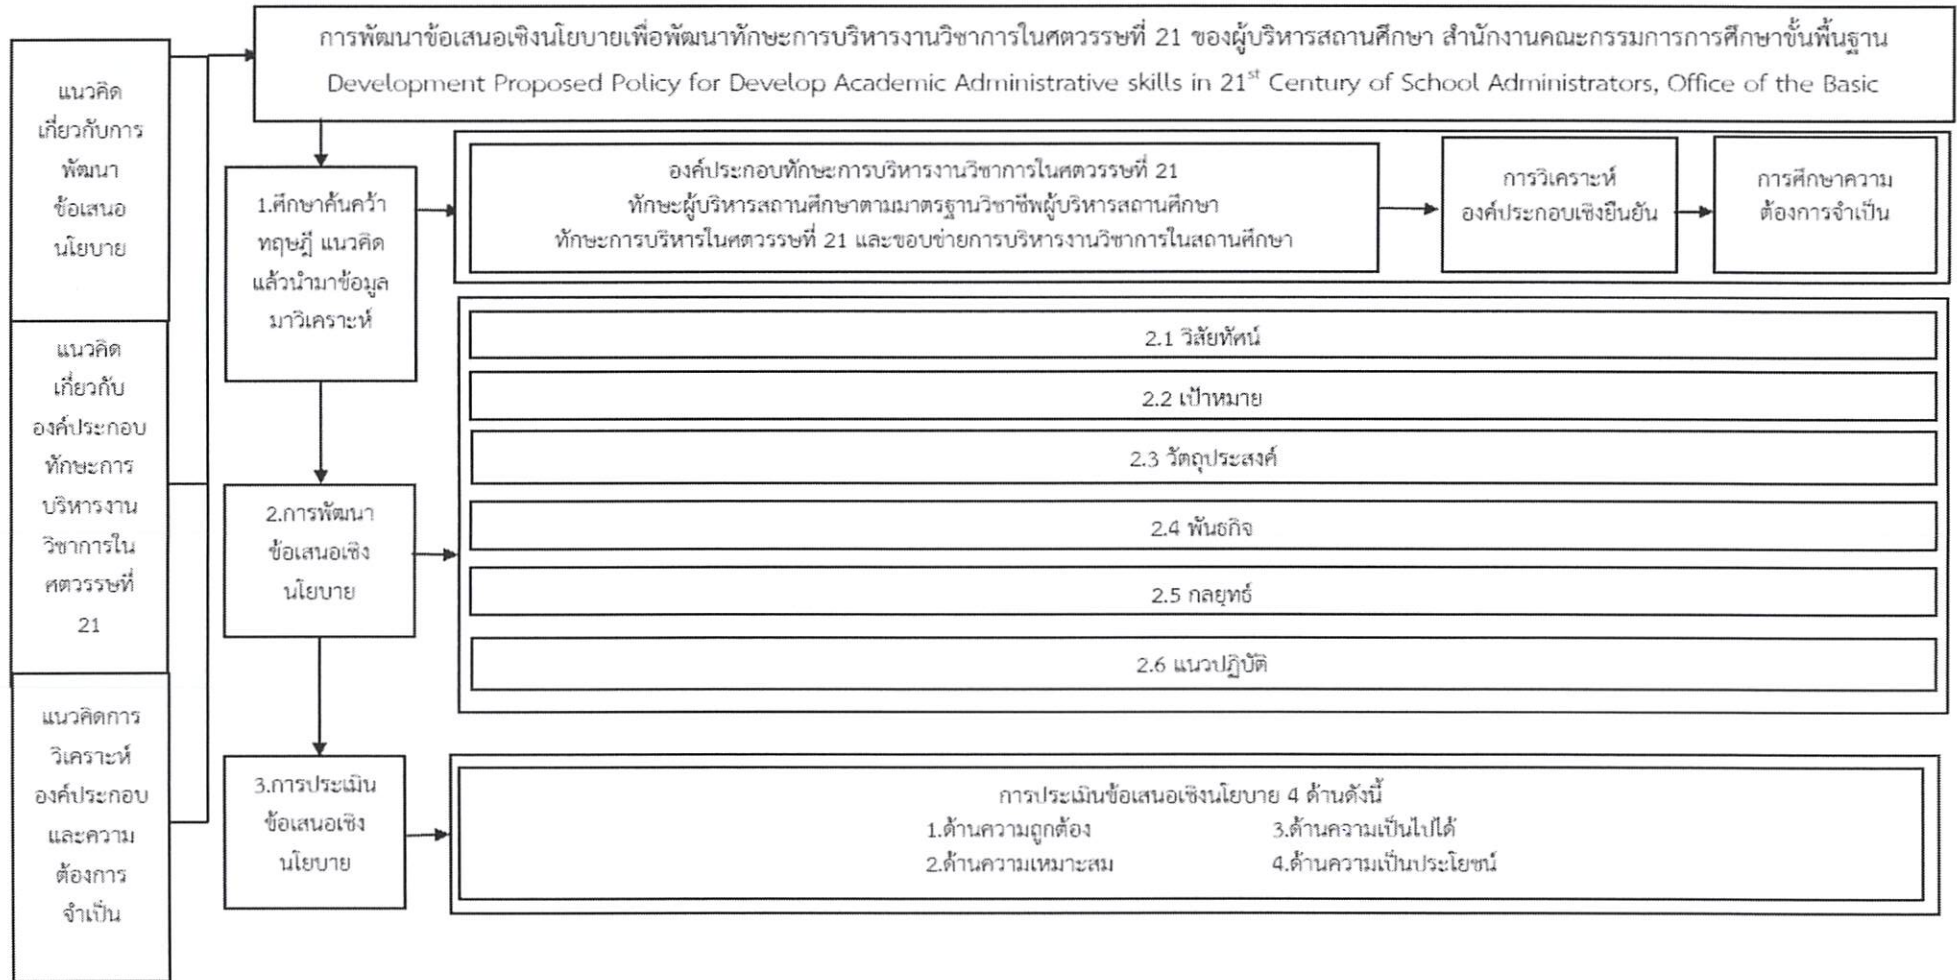 การพัฒนาข้อเสนอเชิงนโยบายเพื่อพัฒนาทักษะการบริหารงานวิชาการในศตวรรษที่ 21 ของผู้บริหารสถานศึกษา สำนักงานคณะกรรมการการศึกษาขั้นพื้นฐาน
Development Proposed Policy for Develop Academic Administrative skills in 21st Century of School Administrators, Office of the Basic
แนวคิด
เกี่ยวกับการ
พัฒนา
ข้อเสนอ
นโยบาย
แนวคิด
เกี่ยวกับ
องค์ประกอบ
ทักษะการ
บริหารงาน
วิชาการใน
ศตวรรษที่
21
แนวคิดการ
วิเคราะห์
องค์ประกอบ
และความ
ต้องการ
จำเป็น
1.ศึกษาค้นคว้า
ทฤษฎี แนวคิด
แล้วนำมาข้อมูล
มาวิเคราะห์
องค์ประกอบทักษะการบริหารงานวิชาการในศตวรรษที่ 21
ทักษะผู้บริหารสถานศึกษาตามมาตรฐานวิชาชีพผู้บริหารสถานศึกษา
ทักษะการบริหารในศตวรรษที่ 21 และขอบข่ายการบริหารงานวิชาการในสถานศึกษา
การวิเคราะห์
องค์ประกอบเชิงยืนยัน
การศึกษาความ
ต้องการจำเป็น
2.การพัฒนา
ข้อเสนอเชิง
นโยบาย
2.1 วิสัยทัศน์
2.2 เป้าหมาย
2.3 วัตถุประสงค์
2.4 พันธกิจ
2.5 กลยุทธ์
2.6 แนวปฏิบัติ
3.การประเมิน
ข้อเสนอเชิง
นโยบาย
การประเมินข้อเสนอเชิงนโยบาย 4 ด้านดังนี้
1.ด้านความถูกต้อง 3.ด้านความเป็นไปได้
2.ด้านความเหมาะสม 4.ด้านความเป็นประโยชน์